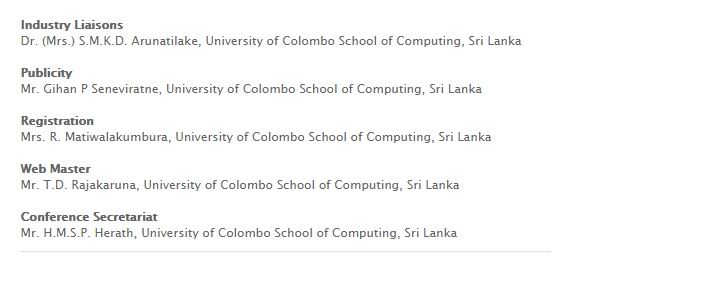 Industry Liaisons
Dr. (Mrs.) S.M.K.D. Arunatilake, University of Colombo School of Computing, Sri Lanka
Publicity
Mr. Gihan P Seneviratne, University of Colombo School of Computing, Sri Lanka
Registration
Mrs. R. Matiwalakumbura, University of Colombo School of Computing, Sri Lanka
Web Master
Mr. T.D. Rajakaruna, University of Colombo School of Computing, Sri Lanka
Conference Secretariat
Mr. H.M.S.P. Herath, University of Colombo School of Computing, Sri Lanka